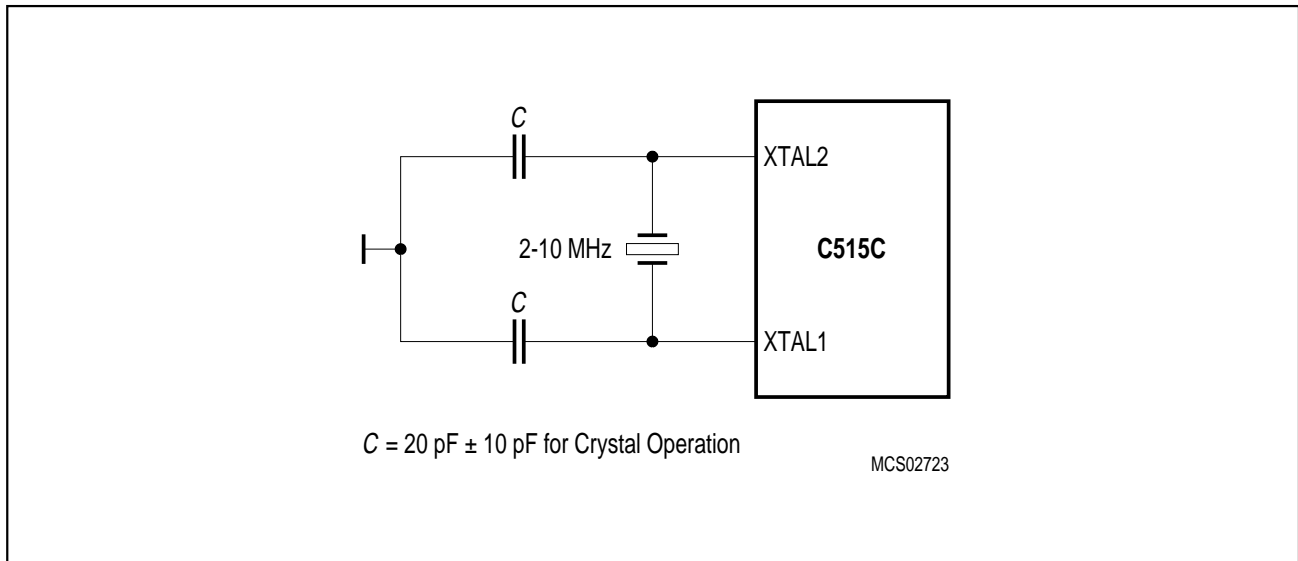 C
XTAL2
2-10 MHz
C515C
C
XTAL1
C = 20 pF ± 10 pF for Crystal Operation
MCS02723